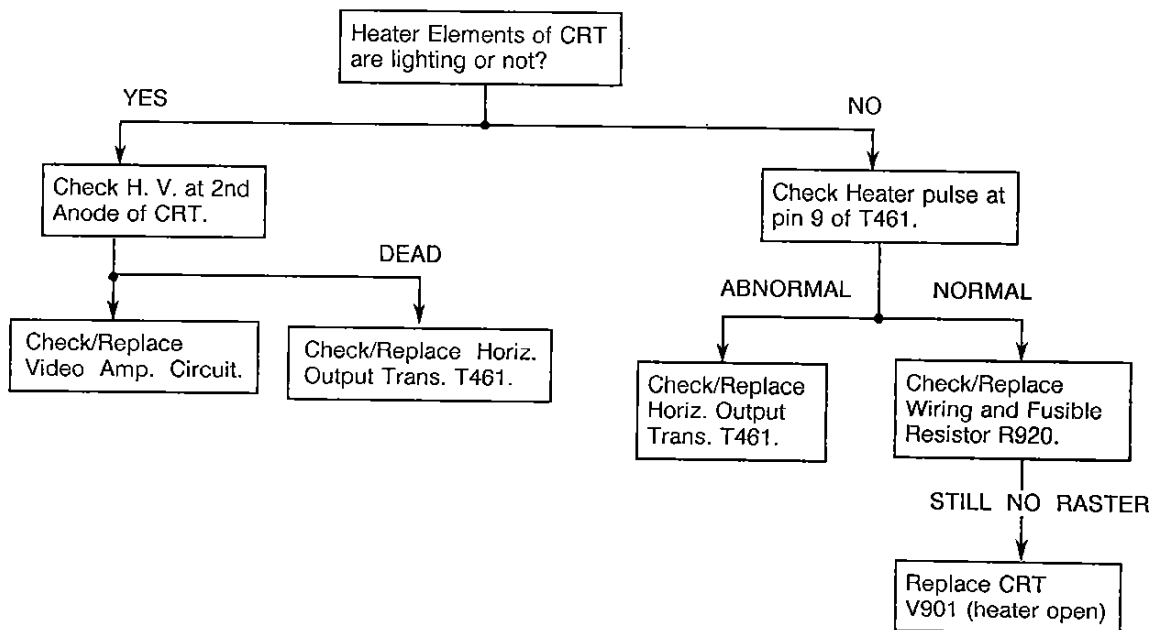 Heater Elements of CRT
are lighting or not?
YES
NO
Check H. V. at 2nd
Anode of CRT.
Check Heater pulse at
pin 9 of T461.
DEAD
ABNORMAL
NORMAL
Check/Replace
Video Amp. Circuit.
Check/Replace Horiz.
Output Trans. T461.
Check/Replace
Horiz. Output
Trans. T461.
Check/Replace
Wiring and Fusible
Resistor R920.
STILL NO RASTER
Replace CRT
V901 (heater open)